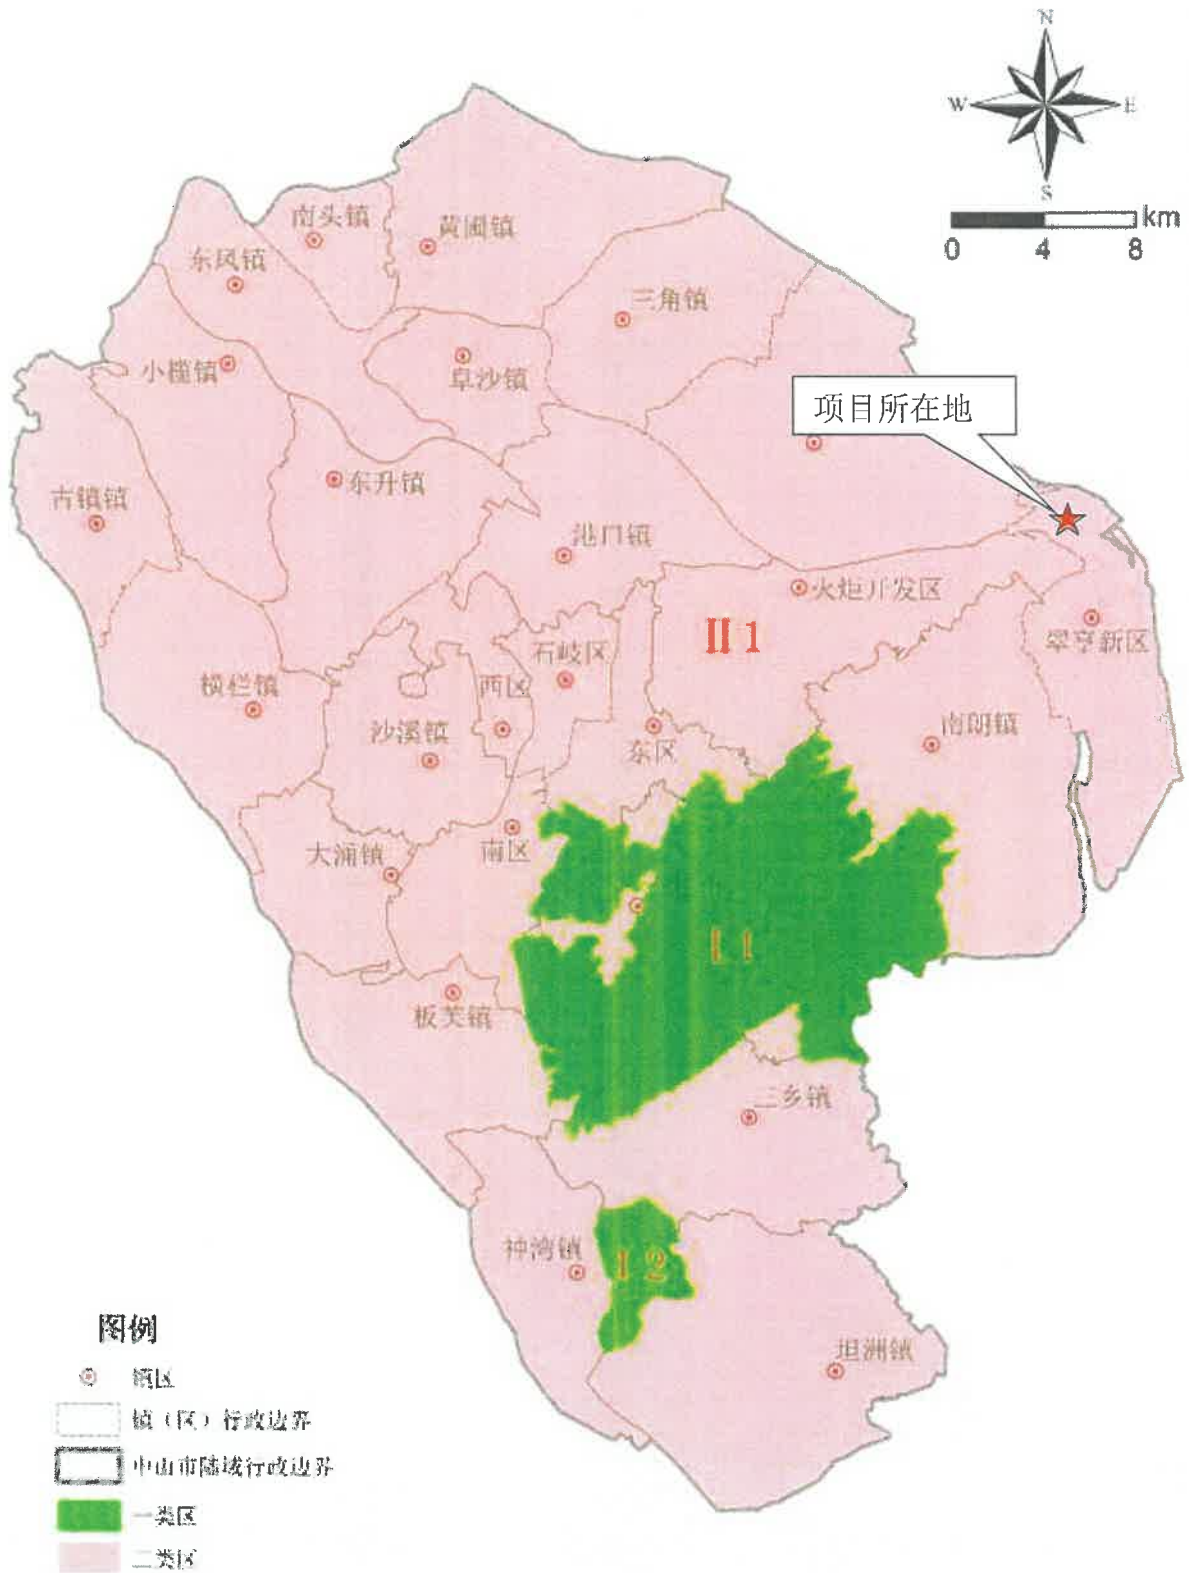 N
W
E
S
km
0
4
8
南头镇
黄圃镇
东凤镇
三角镇
小榄镇
阜沙镇
项目所在地
东升镇
古镇镇
港口镇
火炬开发区
II 1
石岐区
翠亨新区
横栏镇
西区
沙溪镇
东区
南朗镇
南区
大涌镇
I 1
板芙镇
三乡镇
神湾镇
I 2
坦洲镇
图例
镇区
镇（区）行政边界
中山市陆域行政边界
一类区
二类区